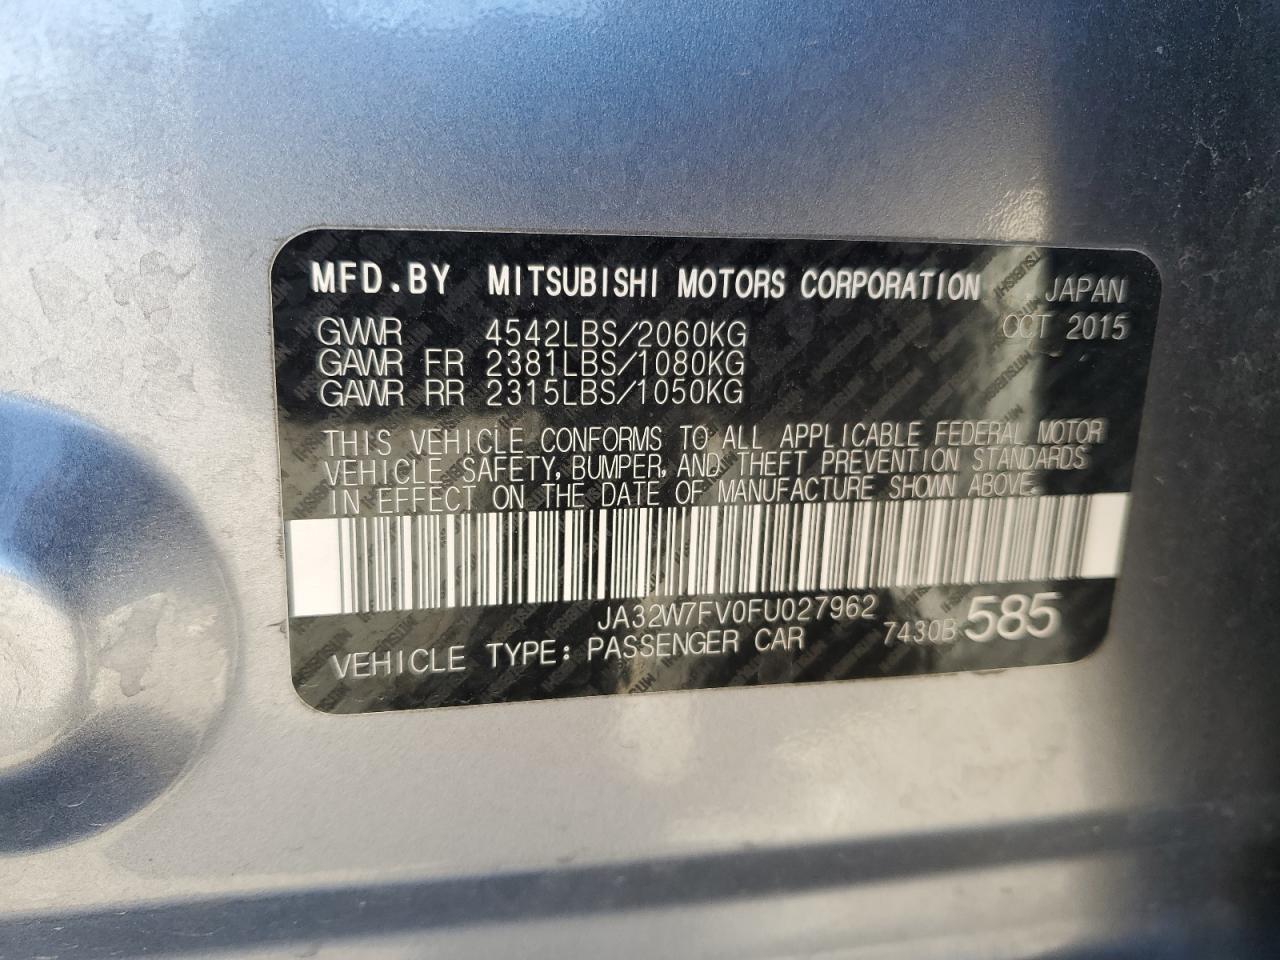 MFD.BY MITSUBISHI MOTORS CORPORATION JAPAN
GVWR 4542LBS/2060KG OCT 2015
GAWR FR 2381LBS/1080KG
GAWR RR 2315LBS/1050KG
THIS VEHICLE CONFORMS TO ALL APPLICABLE FEDERAL MOTOR
VEHICLE SAFETY, BUMPER, AND THEFT PREVENTION STANDARDS
IN EFFECT ON THE DATE OF MANUFACTURE SHOWN ABOVE.
JA32W7FV0FU027962
VEHICLE TYPE: PASSENGER CAR 7430B 585